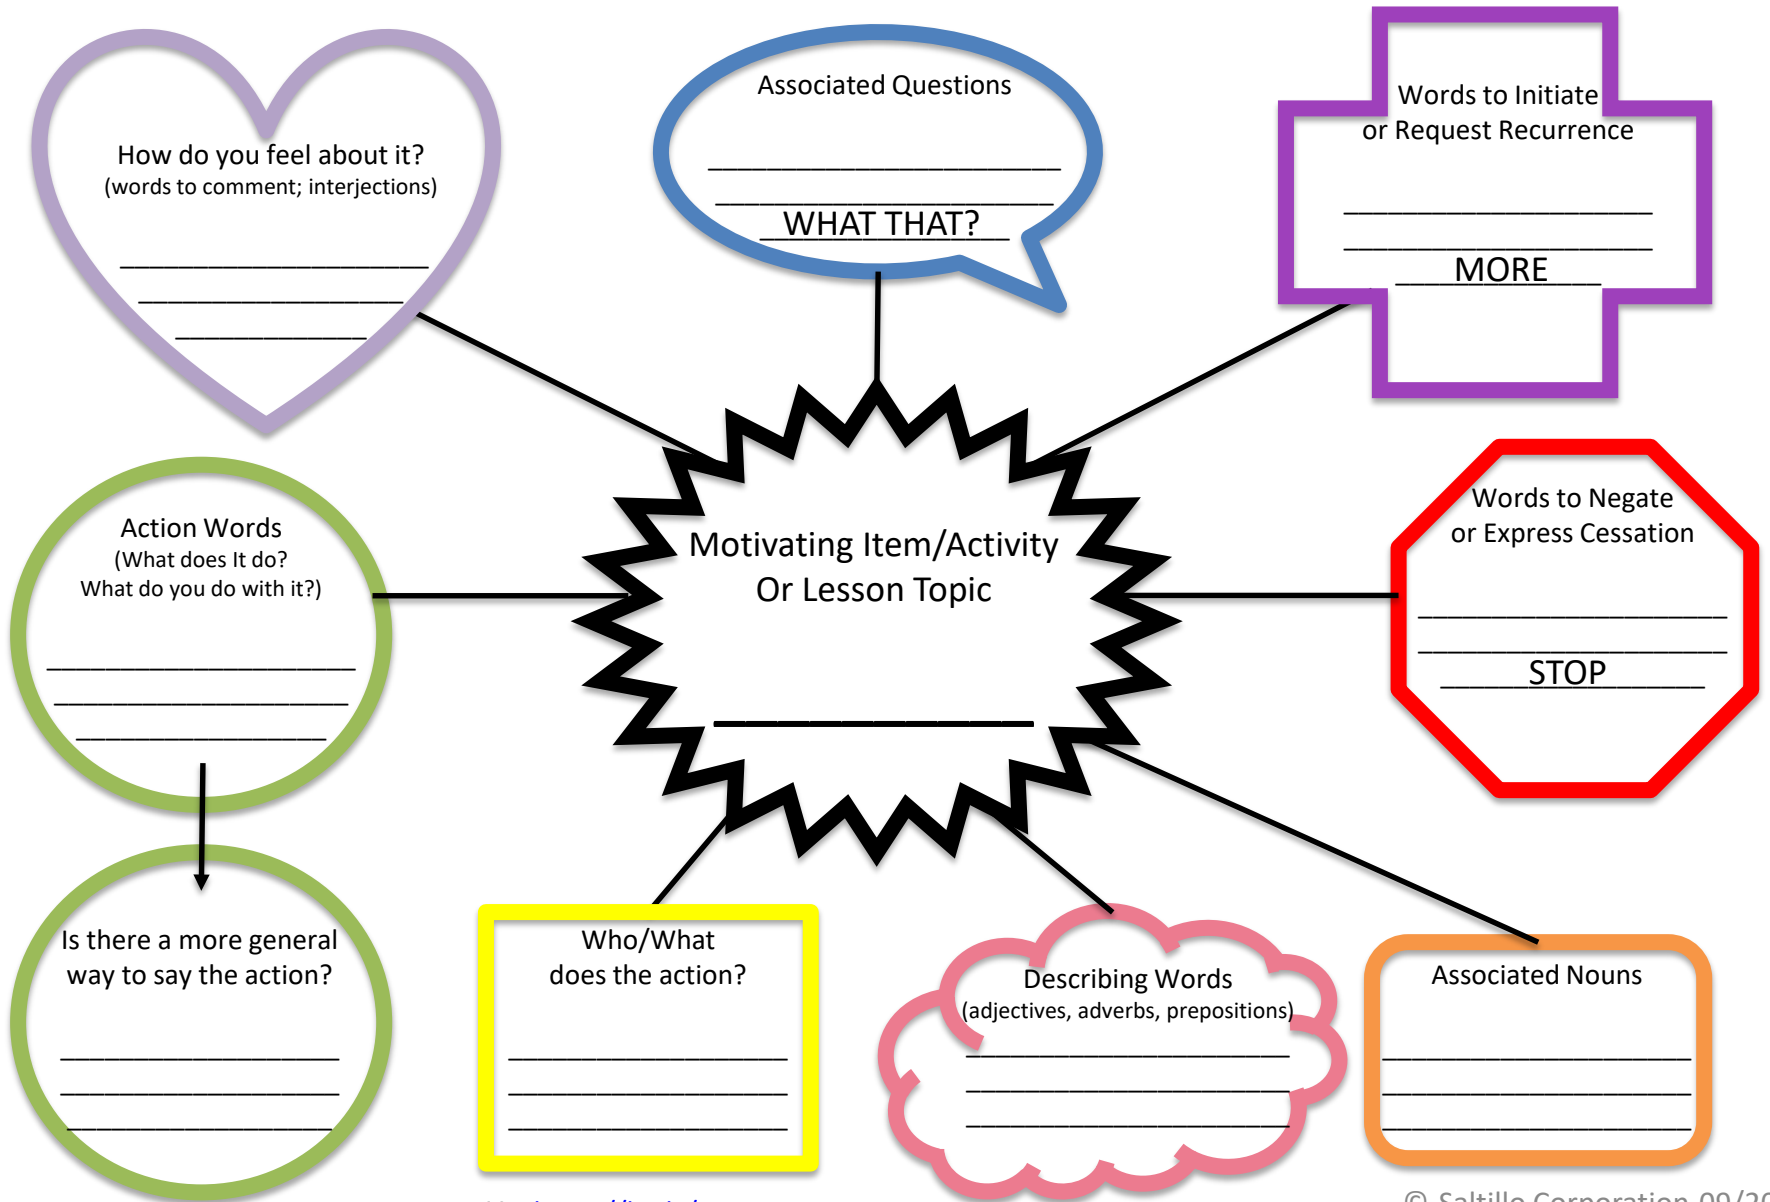 How do you feel about it?
(words to comment; interjections)
Associated Questions
WHAT THAT?
Words to Initiate
or Request Recurrence
MORE
Action Words
(What does It do?
What do you do with it?)
Motivating Item/Activity
Or Lesson Topic
Words to Negate
or Express Cessation
STOP
Is there a more general
way to say the action?
Who/What
does the action?
Describing Words
(adjectives, adverbs, prepositions)
Associated Nouns
© Saltillo Corporation